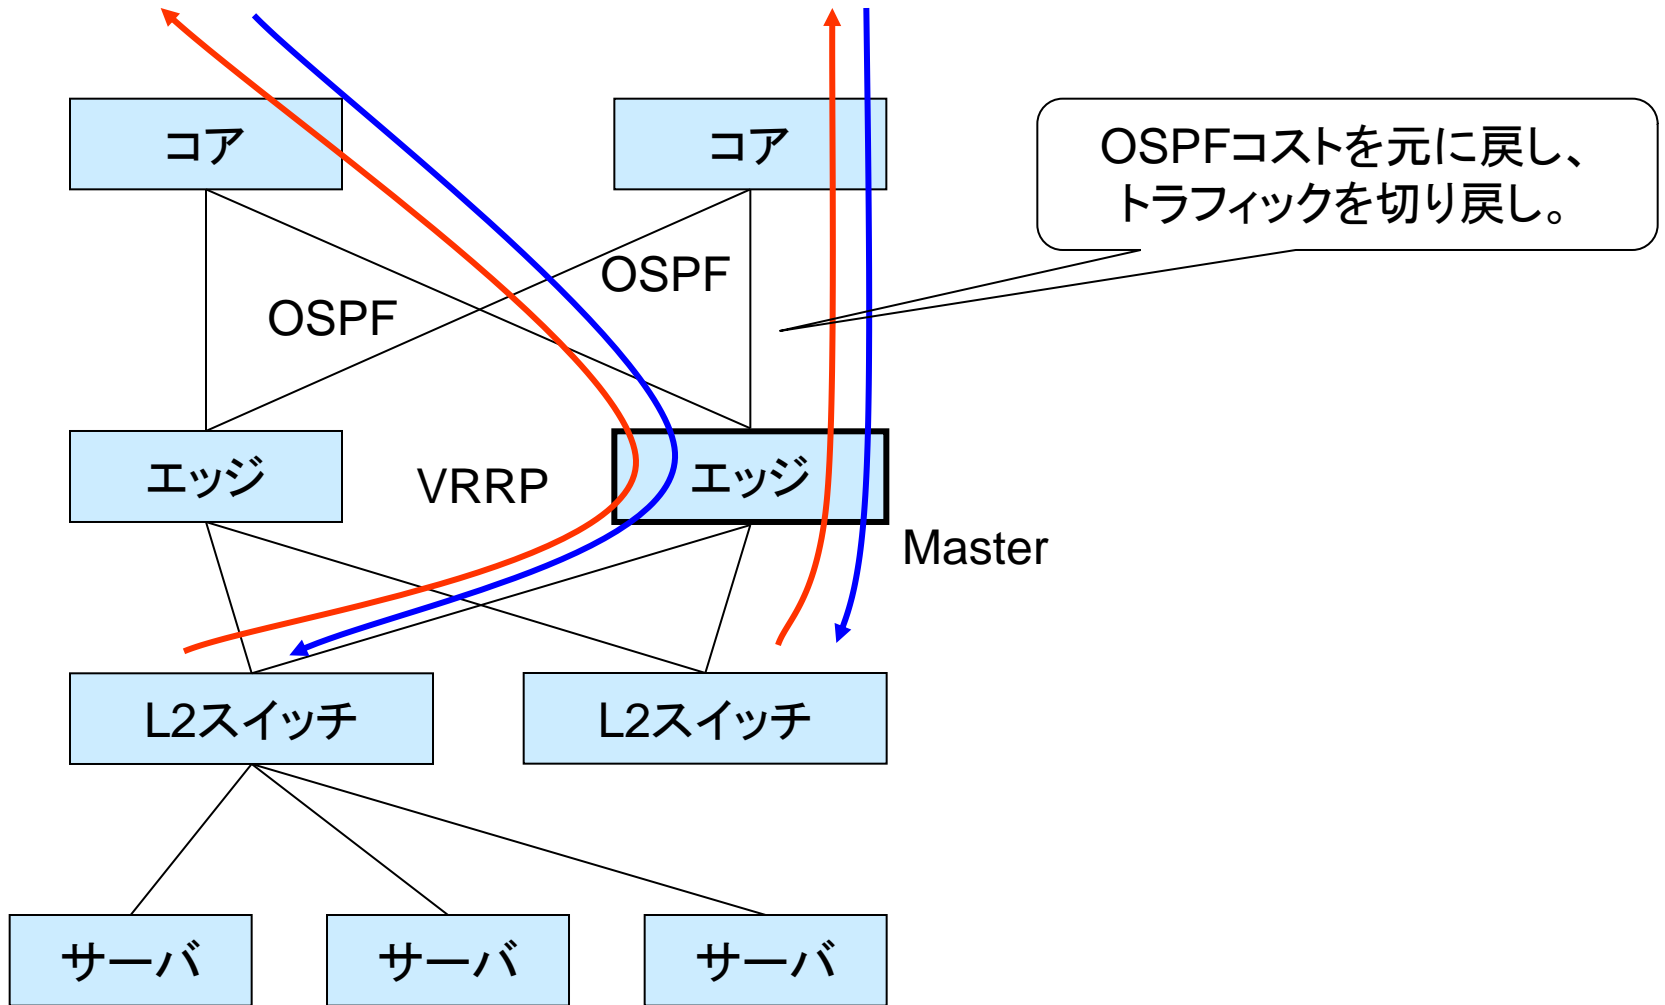 コア
コア
OSPFコストを元に戻し、
トラフィックを切り戻し。
OSPF
OSPF
エッジ
VRRP
エッジ
Master
L2スイッチ
L2スイッチ
サーバ
サーバ
サーバ